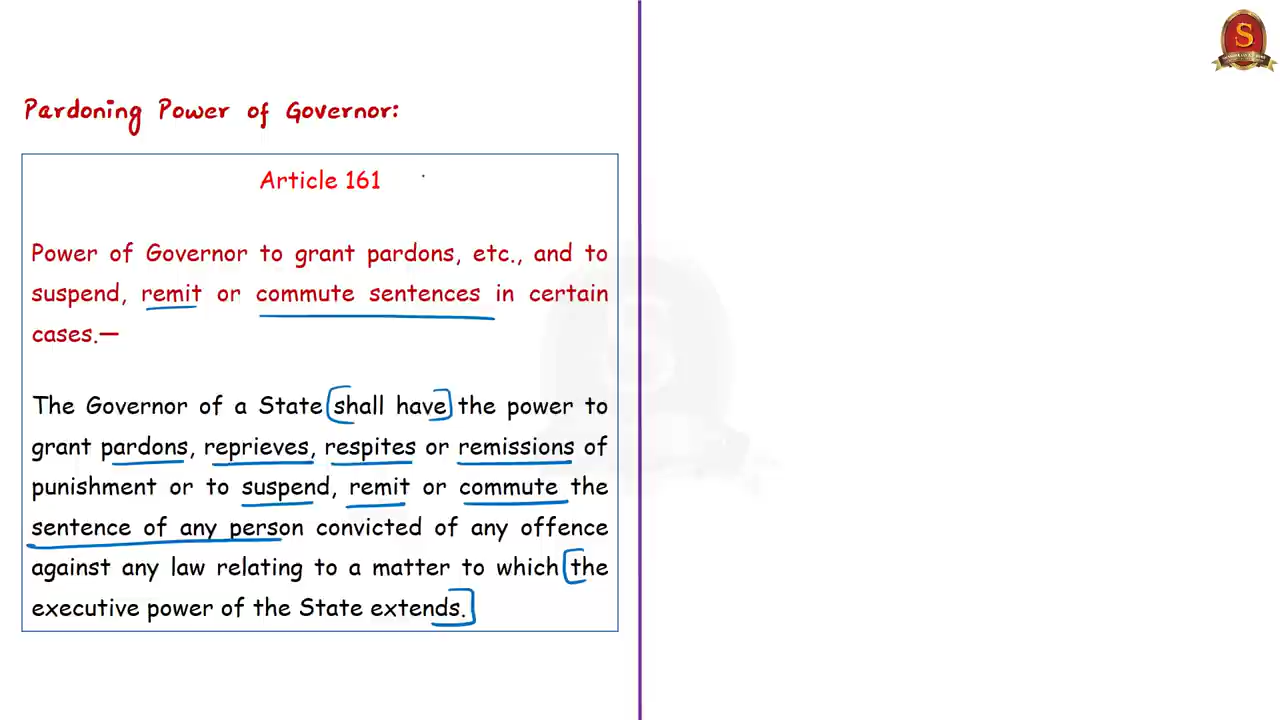 Pardoning Power of Governor:
Article 161
Power of Governor to grant pardons, etc., and to
suspend, remit or commute sentences in certain
cases.—
The Governor of a State shall have the power to
grant pardons, reprieves, respites or remissions of
punishment or to suspend, remit or commute the
sentence of any person convicted of any offence
against any law relating to a matter to which the
executive power of the State extends.
S